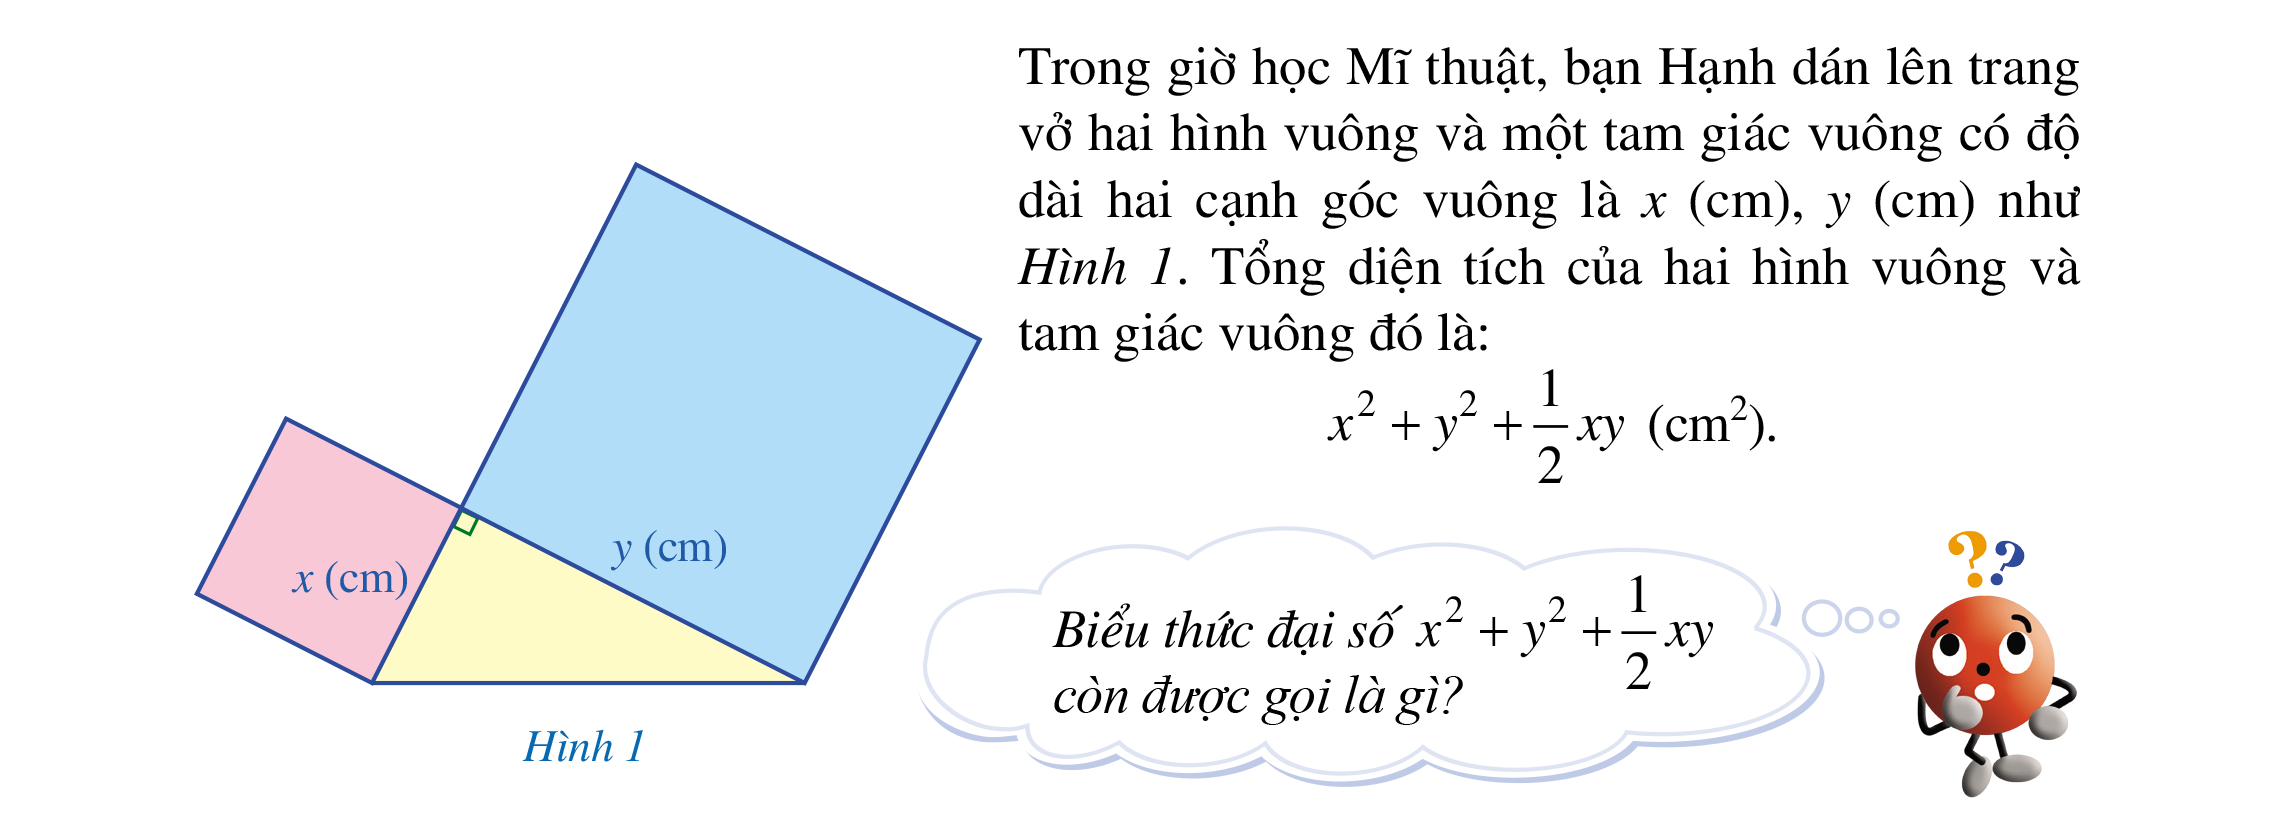 Trong giờ học Mĩ thuật, bạn Hạnh dán lên trang
vở hai hình vuông và một tam giác vuông có độ
dài hai cạnh góc vuông là x (cm), y (cm) như
Hình 1. Tổng diện tích của hai hình vuông và
tam giác vuông đó là:
x² + y² + 1/2 xy (cm²).
x (cm)
y (cm)
Hình 1
??
Biểu thức đại số x² + y² + 1/2 xy
còn được gọi là gì?